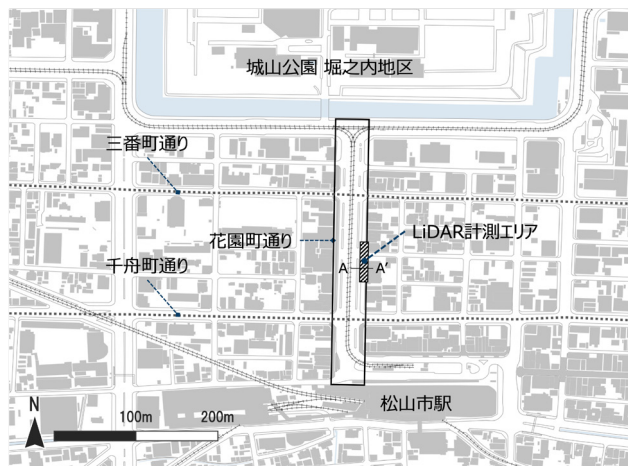 城山公園 堀之内地区
三番町通り
花園町通り
LiDAR計測エリア
A
A'
千舟町通り
松山市駅
N
100m
200m